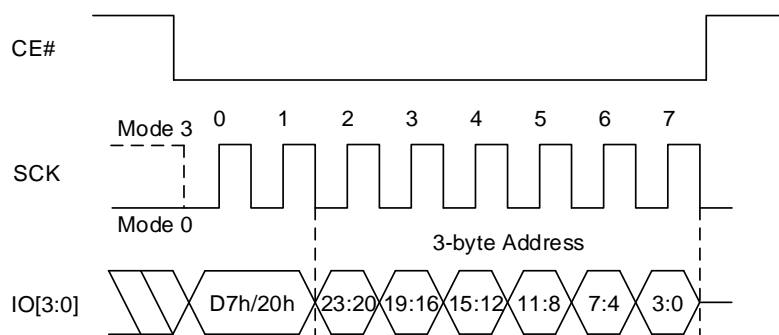 CE#
Mode 3
0 1 2 3 4 5 6 7
SCK
Mode 0
3-byte Address
IO[3:0]
D7h/20h 23:20 19:16 15:12 11:8 7:4 3:0